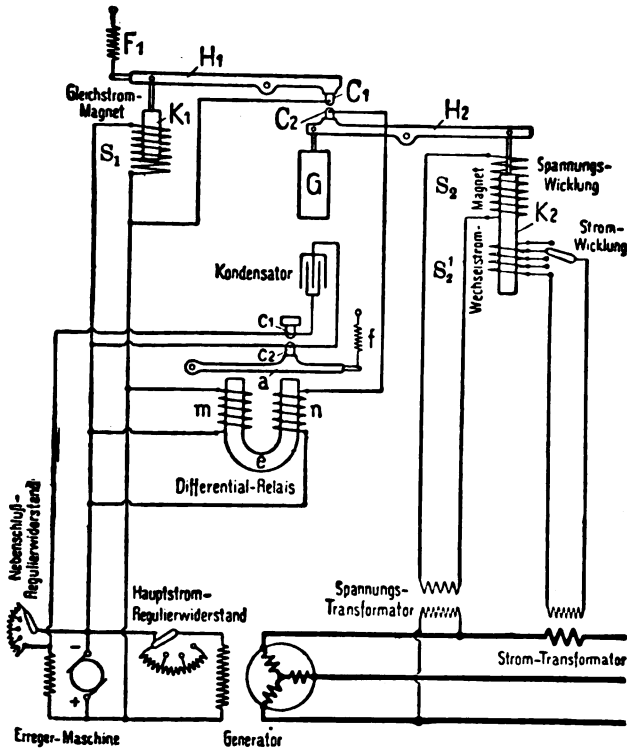 F1
H1
Gleichstrom-
Magnet
K1
C1
C2
H2
S1
G
S2
Magnet
Spannungs-
Wicklung
K2
Strom-
Wicklung
S2'
Wechselstrom-
Kondensator
c1
c2
f
a
m
n
e
Differential-Relais
Nebenschluß-
Regulierwiderstand
Hauptstrom-
Regulierwiderstand
Spannungs-
Transformator
Strom-Transformator
-
+
Erreger-Maschine
Generator